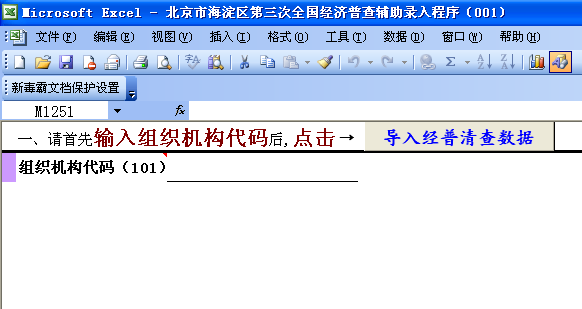 Microsoft Excel - 北京市海淀区第三次全国经济普查辅助录入程序（001）
文件(F) 编辑(E) 视图(V) 插入(I) 格式(O) 工具(T) 数据(D) 窗口(W) 帮助(H)
新毒霸文档保护设置
M1251 fx
一、请首先输入组织机构代码后,点击→ 导入经普清查数据
组织机构代码（101）